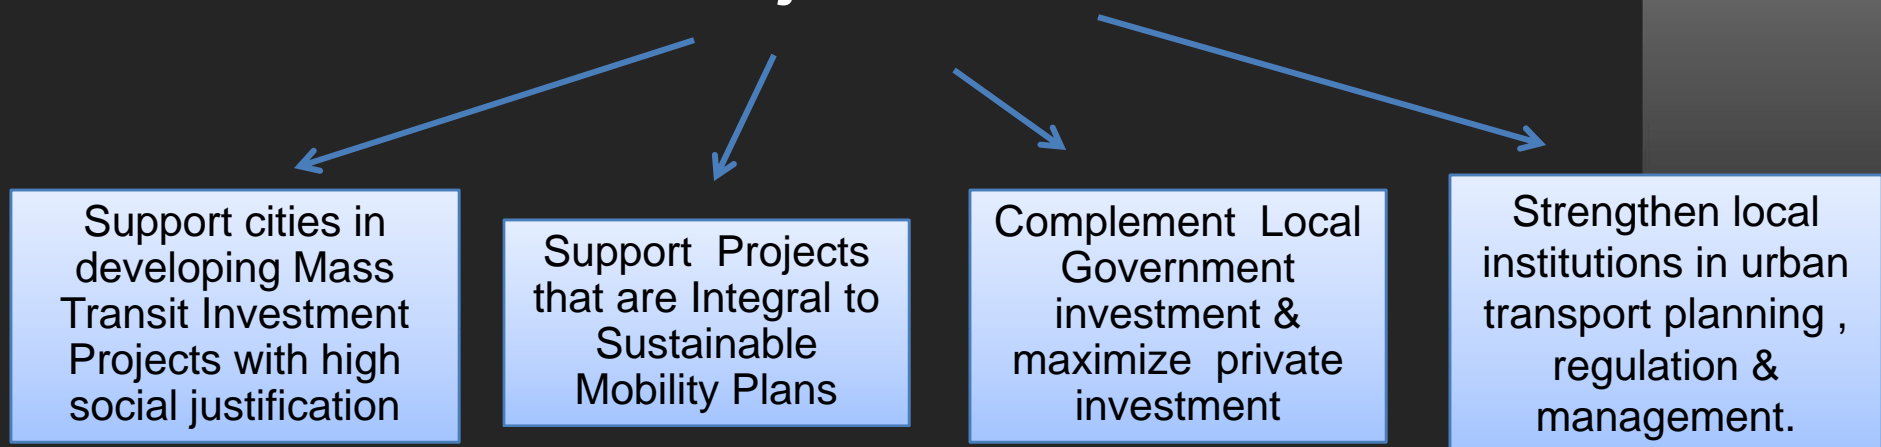 Support cities in
developing Mass
Transit Investment
Projects with high
social justification
Support Projects
that are Integral to
Sustainable
Mobility Plans
Complement Local
Government
investment &
maximize private
investment
Strengthen local
institutions in urban
transport planning ,
regulation &
management.